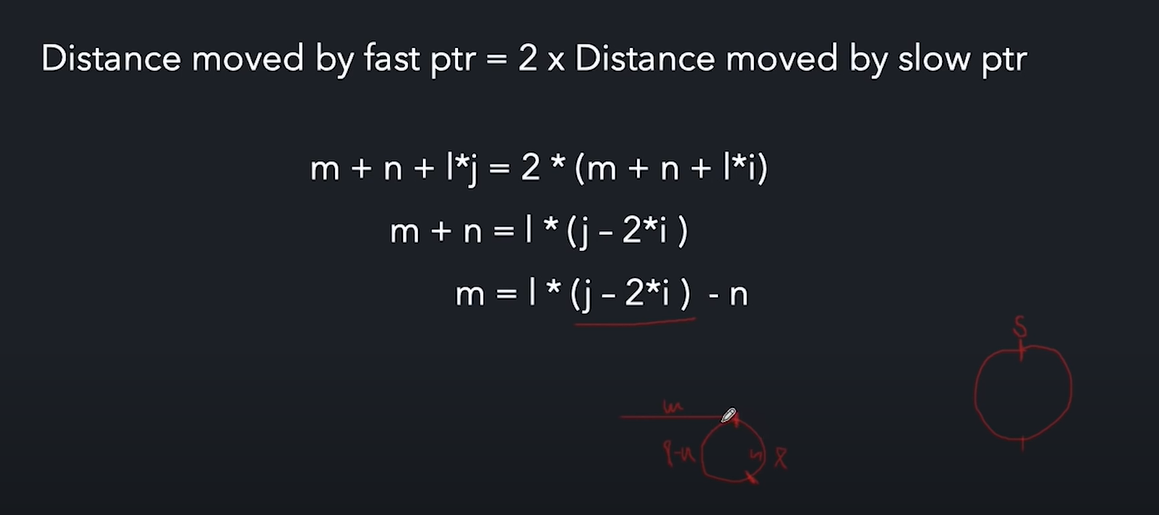 Distance moved by fast ptr = 2 x Distance moved by slow ptr
m + n + l*j = 2 * (m + n + l*i)
m + n = l * (j – 2*i )
m = l * (j – 2*i ) - n
S
m
l-n
n
l